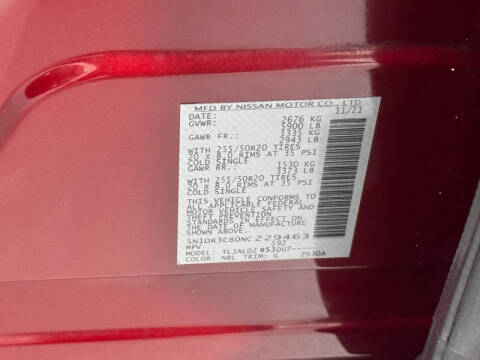 MFD BY NISSAN MOTOR CO., LTD.
DATE: 11/21
GVWR: 2676 KG
5900 LB
GAWR FR.: 1335 KG
2943 LB
WITH 255/50R20 TIRES
20 x 8.0 RIMS AT 35 PSI
COLD SINGLE
GAWR RR.: 1530 KG
3373 LB
WITH 255/50R20 TIRES
20 x 8.0 RIMS AT 35 PSI
COLD SINGLE
THIS VEHICLE CONFORMS TO
ALL APPLICABLE FEDERAL
MOTOR VEHICLE SAFETY AND
THEFT PREVENTION
STANDARDS IN EFFECT ON
THE DATE OF MANUFACTURE
ABOVE.
5N1DR3C80NC229463
MPV 592
MODEL:
COLOR: NBL TRIM: G